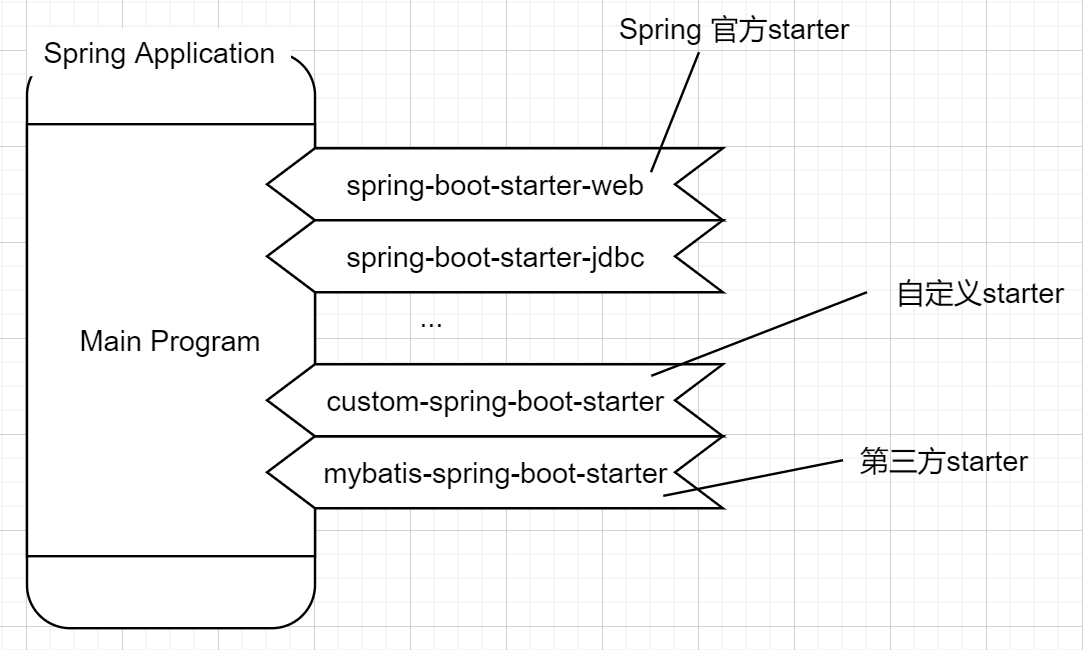 Spring 官方starter
Spring Application
spring-boot-starter-web
spring-boot-starter-jdbc
自定义starter
...
Main Program
custom-spring-boot-starter
第三方starter
mybatis-spring-boot-starter